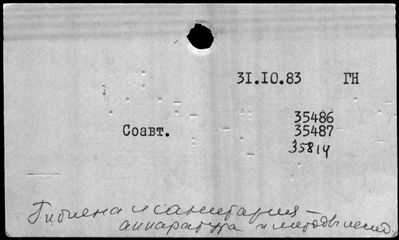 31.10.83 ГН
35486
Соавт. 35487
35814
Гигиена и санитария –
аппаратура и методы исслед